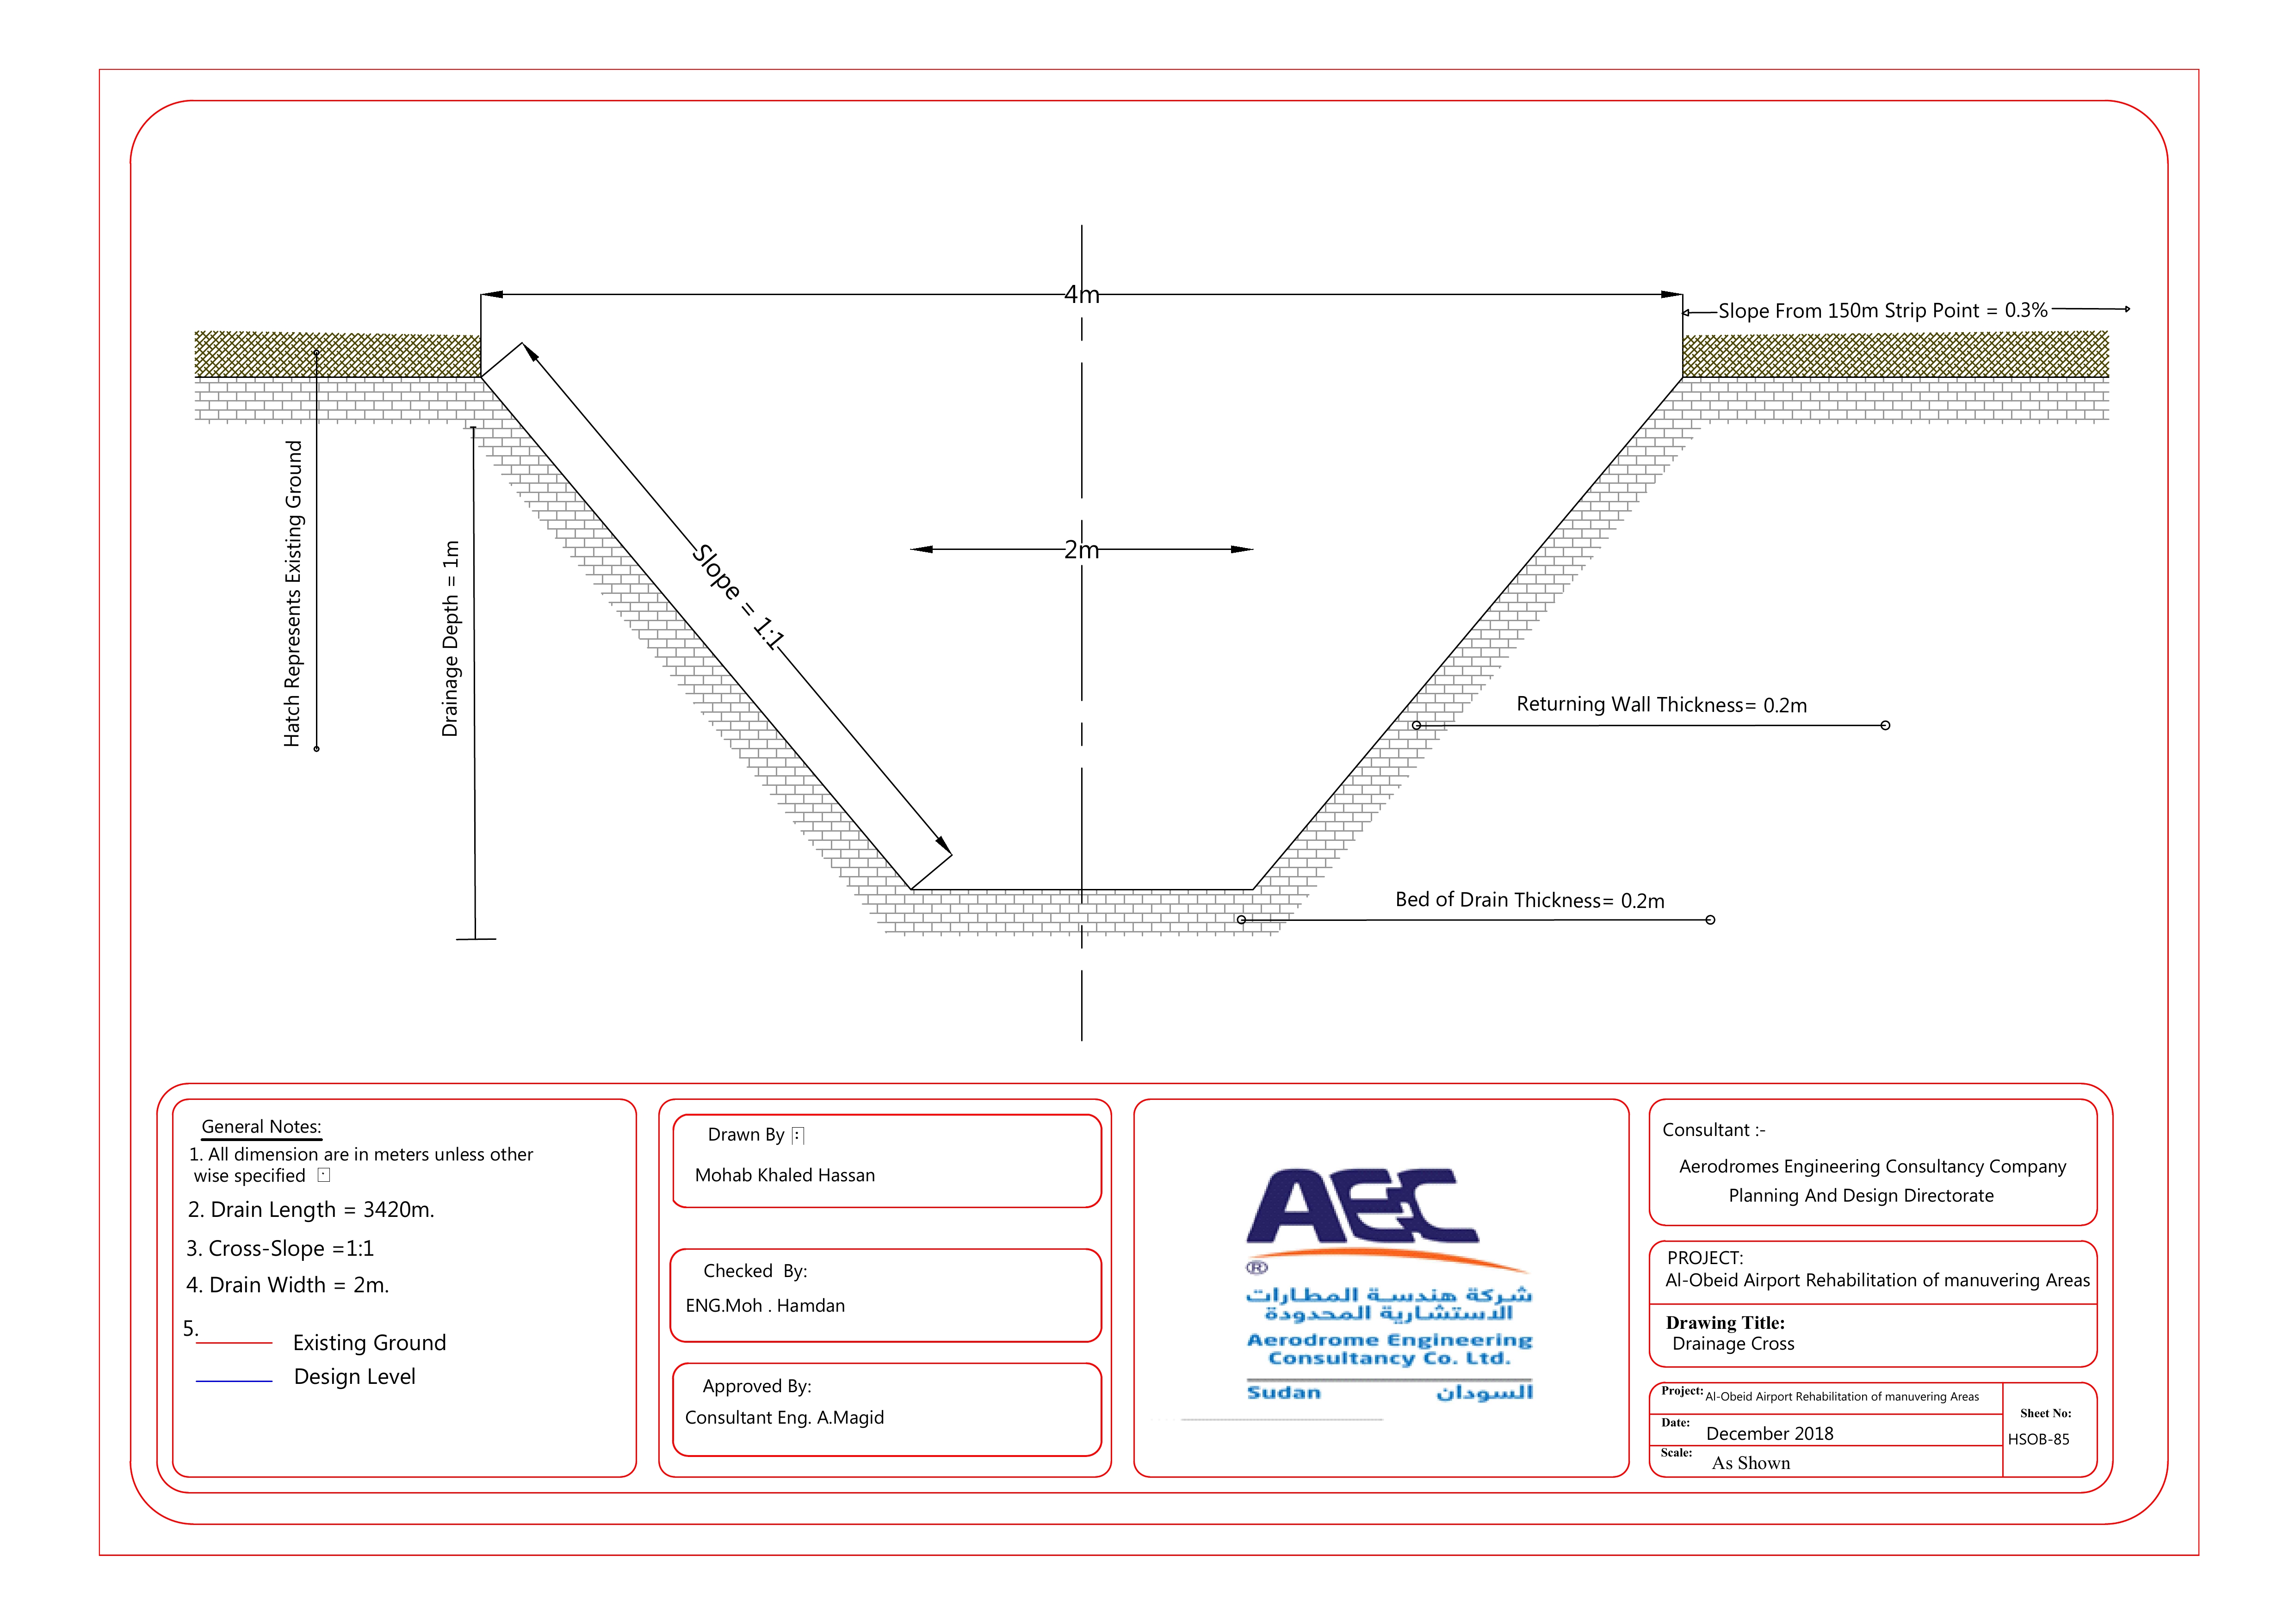 4m
Slope From 150m Strip Point = 0.3%
Hatch Represents Existing Ground
Drainage Depth = 1m
Slope = 1:1
2m
Returning Wall Thickness= 0.2m
Bed of Drain Thickness= 0.2m
General Notes:
1. All dimension are in meters unless other
wise specified
2. Drain Length = 3420m.
3. Cross-Slope =1:1
4. Drain Width = 2m.
5.
Existing Ground
Design Level
Drawn By :
Mohab Khaled Hassan
Checked By:
ENG.Moh . Hamdan
Approved By:
Consultant Eng. A.Magid
AEC
®
شركة هندسة المطارات
الاستشارية المحدودة
Aerodrome Engineering
Consultancy Co. Ltd.
Sudan السودان
Consultant :-
Aerodromes Engineering Consultancy Company
Planning And Design Directorate
PROJECT:
Al-Obeid Airport Rehabilitation of manuvering Areas
Drawing Title:
Drainage Cross
Project: Al-Obeid Airport Rehabilitation of manuvering Areas
Date: December 2018
Scale: As Shown
Sheet No:
HSOB-85